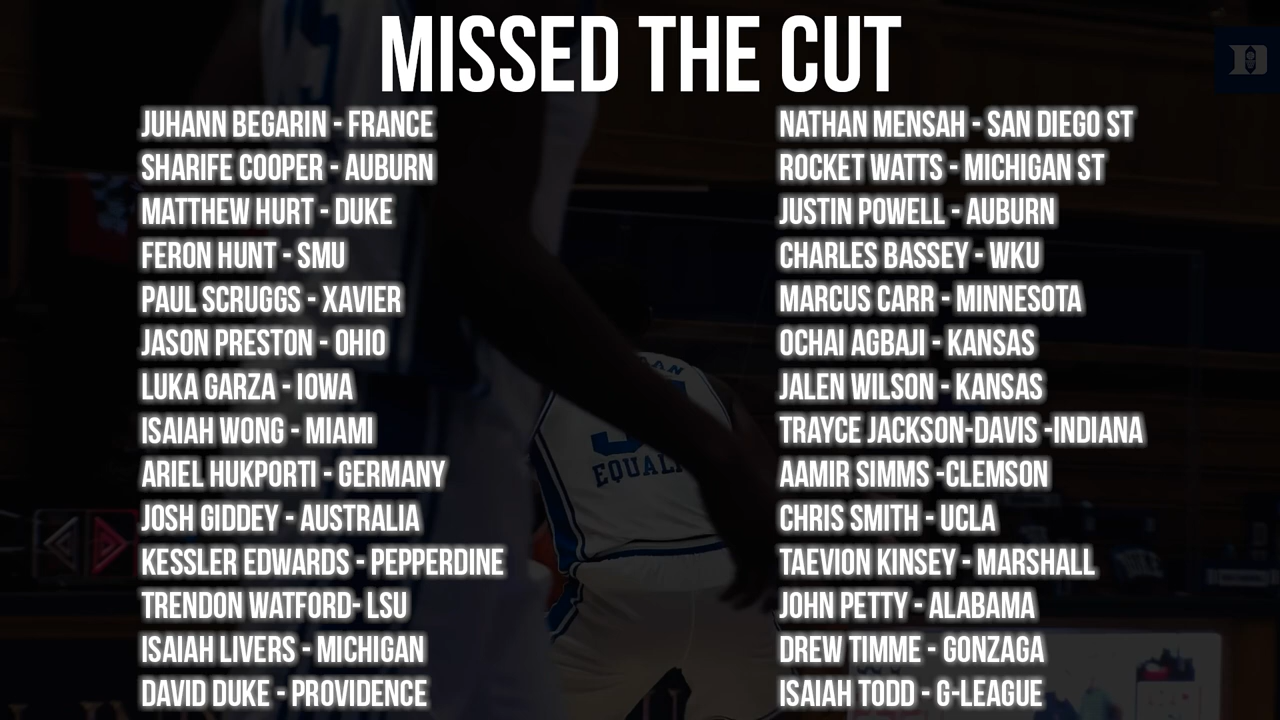 MISSED THE CUT
JUHANN BEGARIN - FRANCE
SHARIFE COOPER - AUBURN
MATTHEW HURT - DUKE
FERON HUNT - SMU
PAUL SCRUGGS - XAVIER
JASON PRESTON - OHIO
LUKA GARZA - IOWA
ISAIAH WONG - MIAMI
ARIEL HUKPORTI - GERMANY
JOSH GIDDEY - AUSTRALIA
KESSLER EDWARDS - PEPPERDINE
TRENDON WATFORD- LSU
ISAIAH LIVERS - MICHIGAN
DAVID DUKE - PROVIDENCE
NATHAN MENSAH - SAN DIEGO ST
ROCKET WATTS - MICHIGAN ST
JUSTIN POWELL - AUBURN
CHARLES BASSEY - WKU
MARCUS CARR - MINNESOTA
OCHAI AGBAJI - KANSAS
JALEN WILSON - KANSAS
TRAYCE JACKSON-DAVIS -INDIANA
AAMIR SIMMS -CLEMSON
CHRIS SMITH - UCLA
TAEVION KINSEY - MARSHALL
JOHN PETTY - ALABAMA
DREW TIMME - GONZAGA
ISAIAH TODD - G-LEAGUE
D